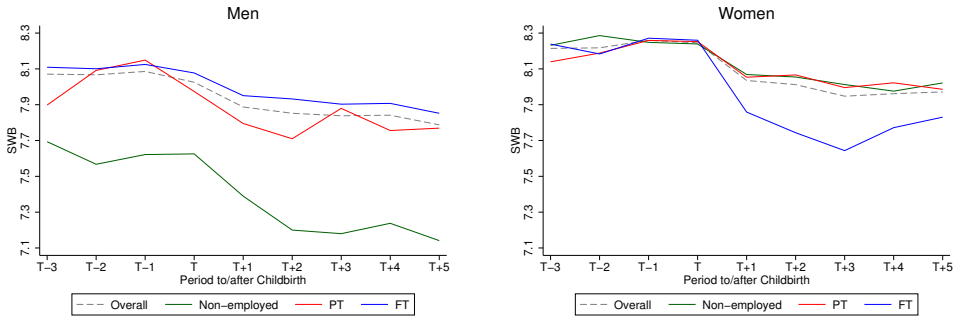 Men
SWB
8.3
8.1
7.9
7.7
7.5
7.3
7.1
T−3 T−2 T−1 T T+1 T+2 T+3 T+4 T+5
Period to/after Childbirth
Overall Non−employed PT FT
Women
SWB
8.3
8.1
7.9
7.7
7.5
7.3
7.1
T−3 T−2 T−1 T T+1 T+2 T+3 T+4 T+5
Period to/after Childbirth
Overall Non−employed PT FT